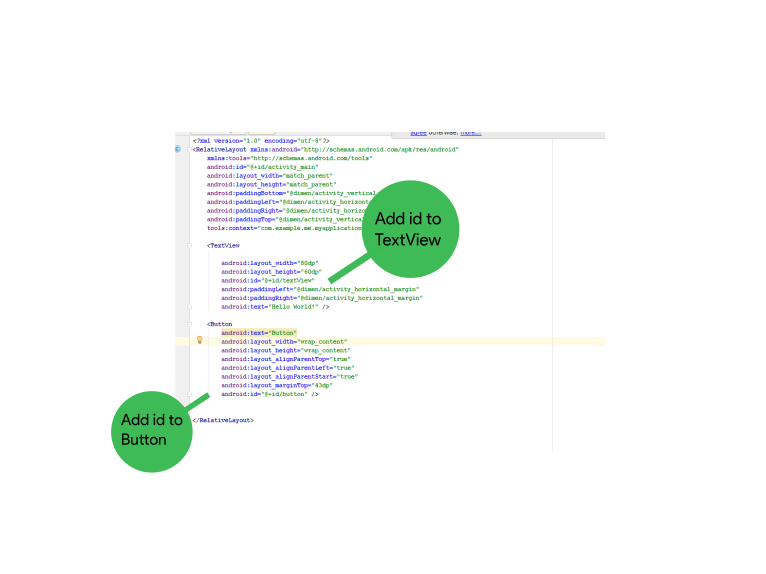 agree otherwise, more...
<?xml version="1.0" encoding="utf-8"?>
<RelativeLayout xmlns:android="http://schemas.android.com/apk/res/android"
xmlns:tools="http://schemas.android.com/tools"
android:id="@+id/activity_main"
android:layout_width="match_parent"
android:layout_height="match_parent"
android:paddingBottom="@dimen/activity_vertical
android:paddingLeft="@dimen/activity_horizont
android:paddingRight="@dimen/activity_horizo
android:paddingTop="@dimen/activity_vertica
tools:context="com.example.me.myapplication
Add id to
TextView
<TextView
android:layout_width="80dp"
android:layout_height="60dp"
android:id="@+id/textView"
android:paddingLeft="@dimen/activity_horizontal_margin"
android:paddingRight="@dimen/activity_horizontal_margin"
android:text="Hello World!" />
<Button
android:text="Button"
android:layout_width="wrap_content"
android:layout_height="wrap_content"
android:layout_alignParentTop="true"
android:layout_alignParentLeft="true"
android:layout_alignParentStart="true"
android:layout_marginTop="43dp"
android:id="@+id/button" />
Add id to
Button
</RelativeLayout>